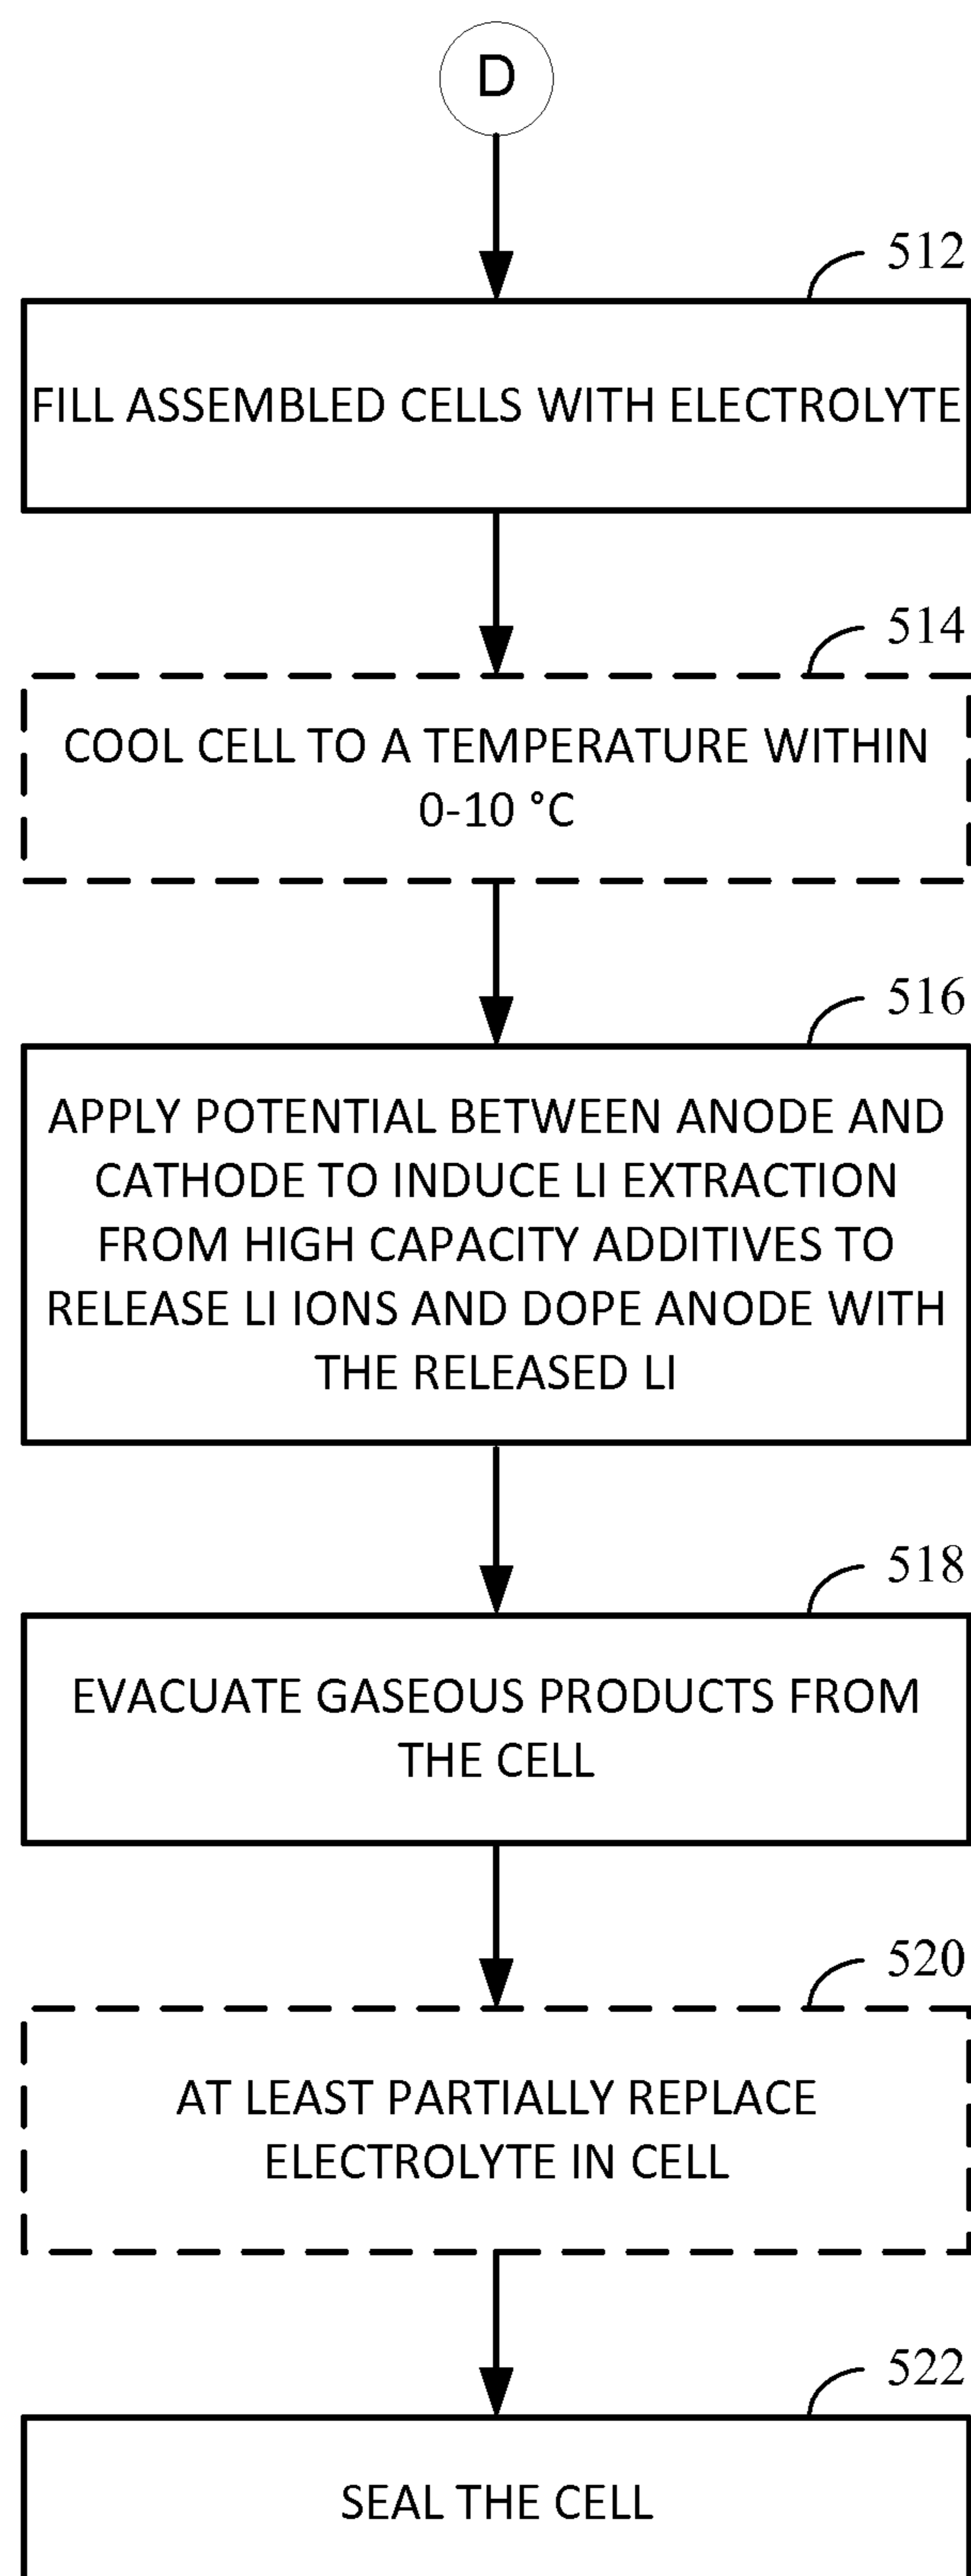 D
512
FILL ASSEMBLED CELLS WITH ELECTROLYTE
514
COOL CELL TO A TEMPERATURE WITHIN
0-10 °C
516
APPLY POTENTIAL BETWEEN ANODE AND
CATHODE TO INDUCE LI EXTRACTION
FROM HIGH CAPACITY ADDITIVES TO
RELEASE LI IONS AND DOPE ANODE WITH
THE RELEASED LI
518
EVACUATE GASEOUS PRODUCTS FROM
THE CELL
520
AT LEAST PARTIALLY REPLACE
ELECTROLYTE IN CELL
522
SEAL THE CELL